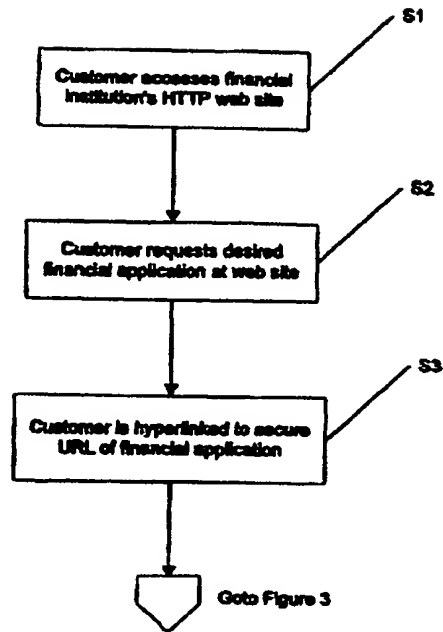 S1
Customer accesses financial
institution's HTTP web site
S2
Customer requests desired
financial application at web site
S3
Customer is hyperlinked to secure
URL of financial application
Goto Figure 3